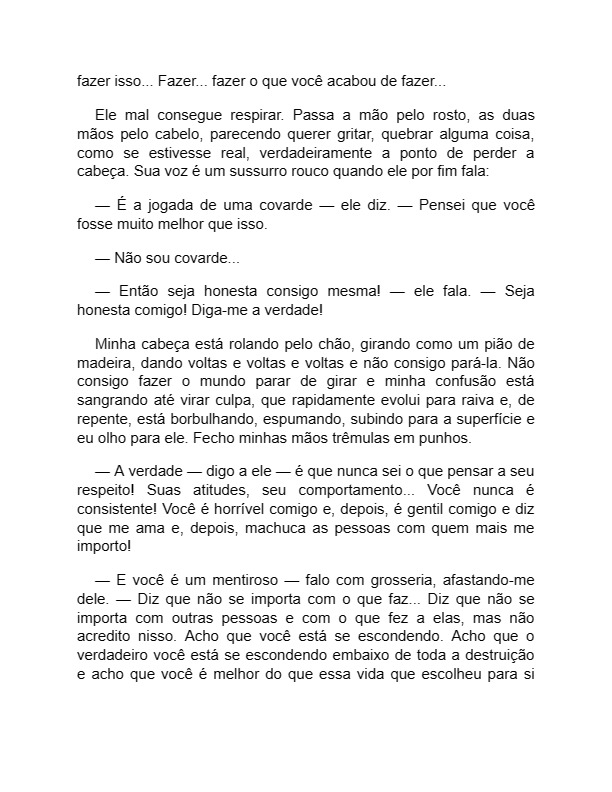 fazer isso... Fazer... fazer o que você acabou de fazer...
Ele mal consegue respirar. Passa a mão pelo rosto, as duas
mãos pelo cabelo, parecendo querer gritar, quebrar alguma coisa,
como se estivesse real, verdadeiramente a ponto de perder a
cabeça. Sua voz é um sussurro rouco quando ele por fim fala:
— É a jogada de uma covarde — ele diz. — Pensei que você
fosse muito melhor que isso.
— Não sou covarde...
— Então seja honesta consigo mesma! — ele fala. — Seja
honesta comigo! Diga-me a verdade!
Minha cabeça está rolando pelo chão, girando como um pião de
madeira, dando voltas e voltas e voltas e não consigo pará-la. Não
consigo fazer o mundo parar de girar e minha confusão está
sangrando até virar culpa, que rapidamente evolui para raiva e, de
repente, está borbulhando, espumando, subindo para a superfície e
eu olho para ele. Fecho minhas mãos trêmulas em punhos.
— A verdade — digo a ele — é que nunca sei o que pensar a seu
respeito! Suas atitudes, seu comportamento... Você nunca é
consistente! Você é horrível comigo e, depois, é gentil comigo e diz
que me ama e, depois, machuca as pessoas com quem mais me
importo!
— E você é um mentiroso — falo com grosseria, afastando-me
dele. — Diz que não se importa com o que faz... Diz que não se
importa com outras pessoas e com o que fez a elas, mas não
acredito nisso. Acho que você está se escondendo. Acho que o
verdadeiro você está se escondendo embaixo de toda a destruição
e acho que você é melhor do que essa vida que escolheu para si